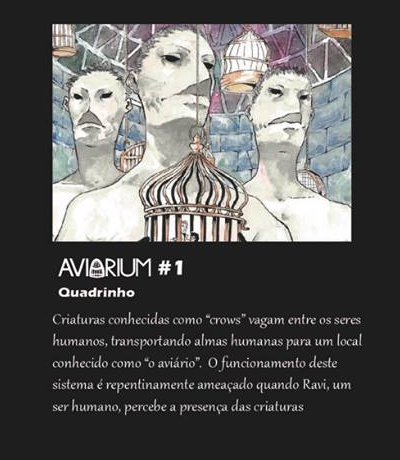 AVIARIUM #1
Quadrinho
Criaturas conhecidas como “crows” vagam entre os seres
humanos, transportando almas humanas para um local
conhecido como “o aviário”. O funcionamento deste
sistema é repentinamente ameaçado quando Ravi, um
ser humano, percebe a presença das criaturas